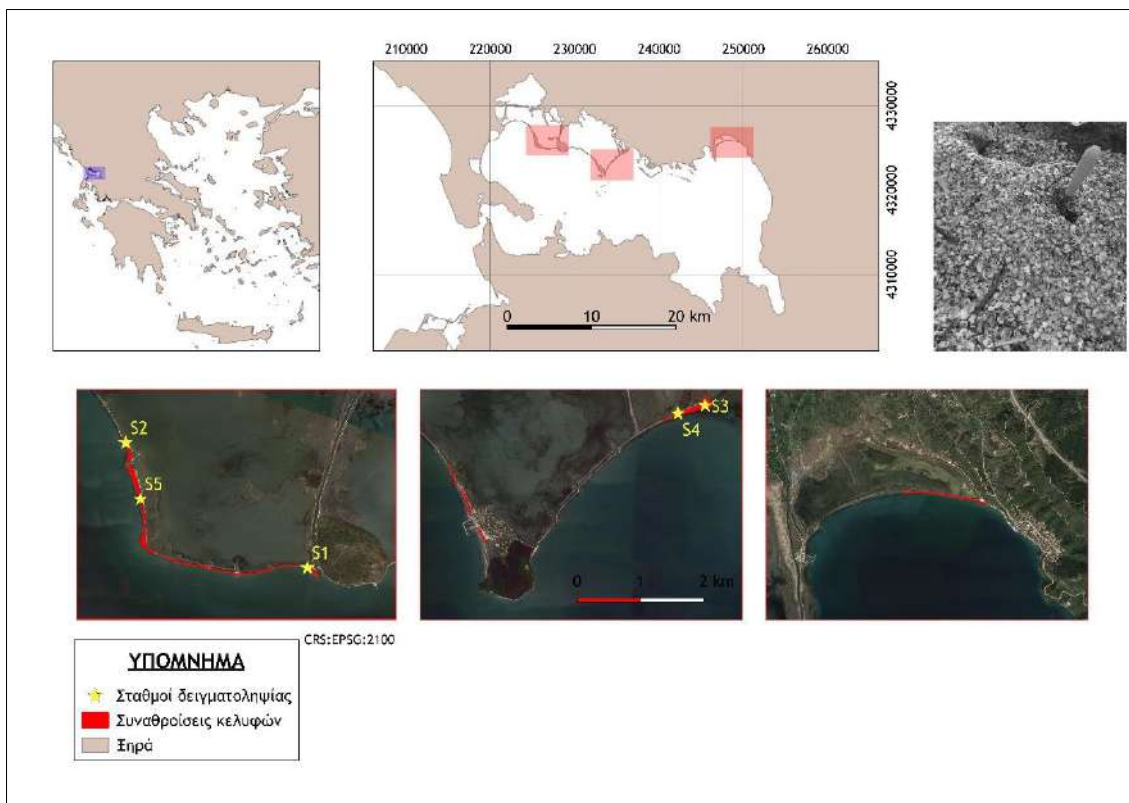 210000 220000 230000 240000 250000 260000
4330000
4320000
4310000
0 10 20 km
S2
S5
S1
S3
S4
0 1 2 km
CRS:EPSG:2100
ΥΠΟΜΝΗΜΑ
Σταθμοί δειγματοληψίας
Συναθροίσεις κελυφών
Ξηρά